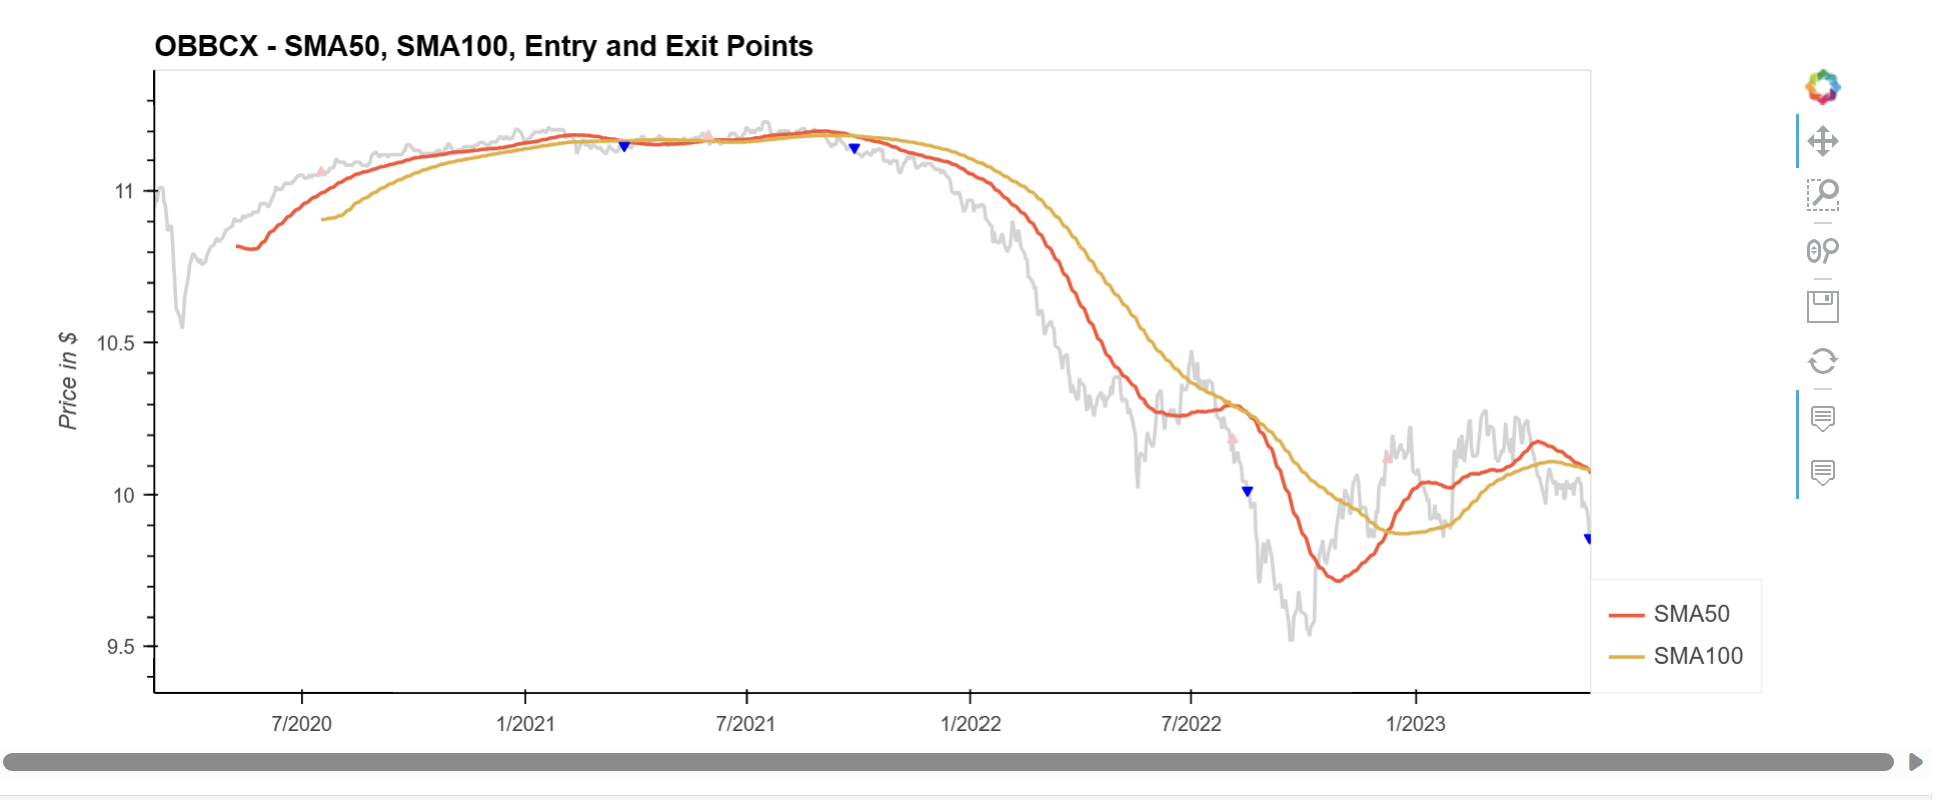 OBBCX - SMA50, SMA100, Entry and Exit Points
Price in $
11
10.5
10
9.5
7/2020
1/2021
7/2021
1/2022
7/2022
1/2023
SMA50
SMA100